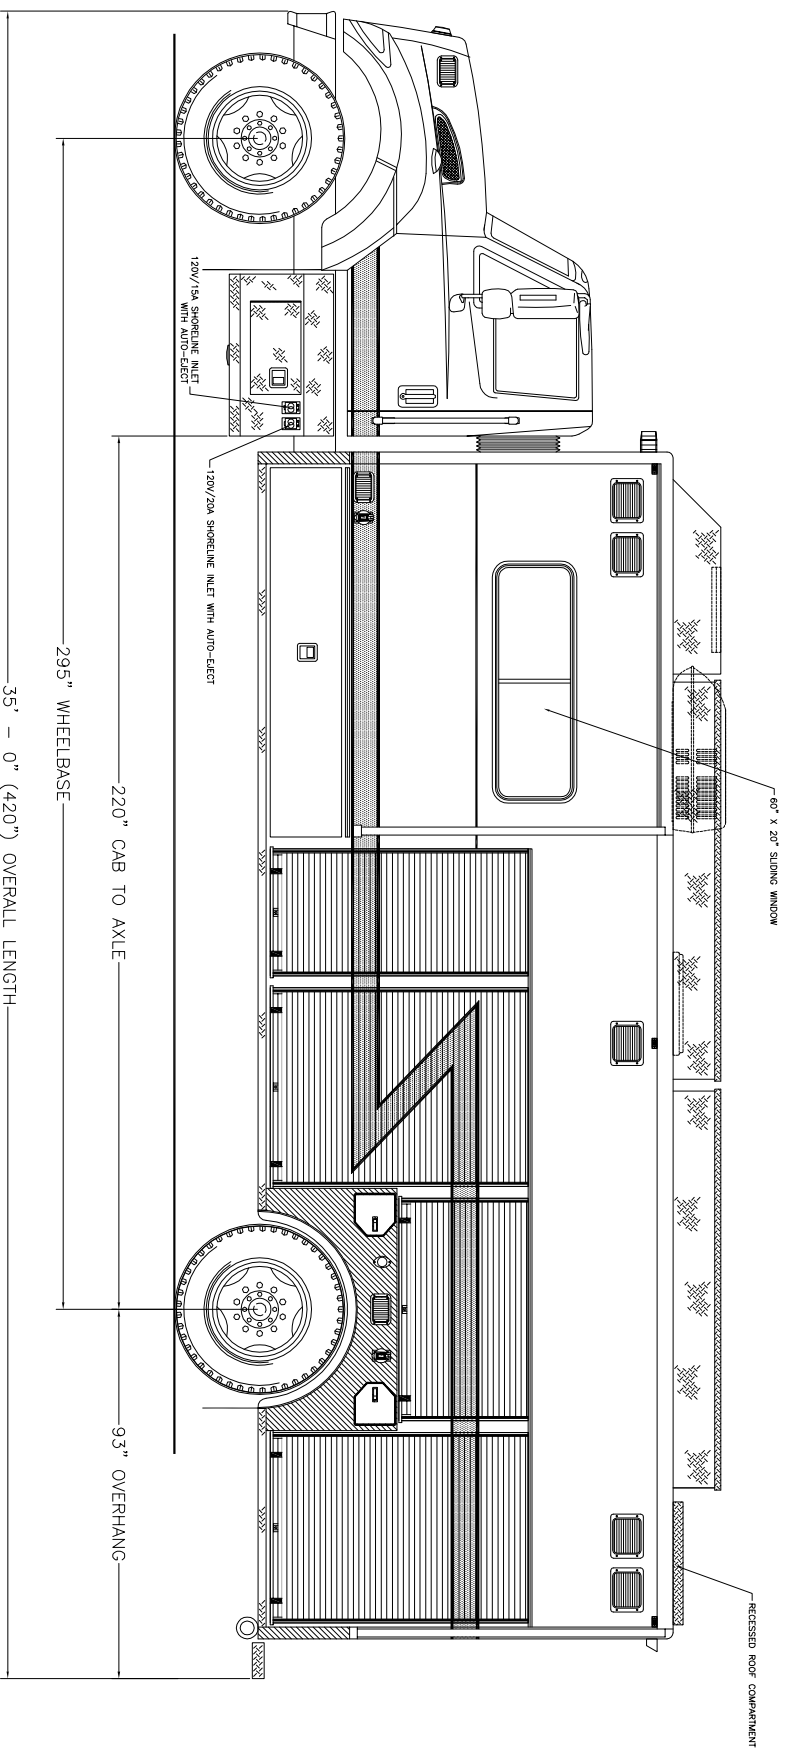 60" X 20" SLIDING WINDOW
RECESSED ROOF COMPARTMENT
120V/15A SHORELINE INLET
WITH AUTO-EJECT
120V/20A SHORELINE INLET WITH AUTO-EJECT
220" CAB TO AXLE
93" OVERHANG
295" WHEELBASE
35' - 0" (420") OVERALL LENGTH